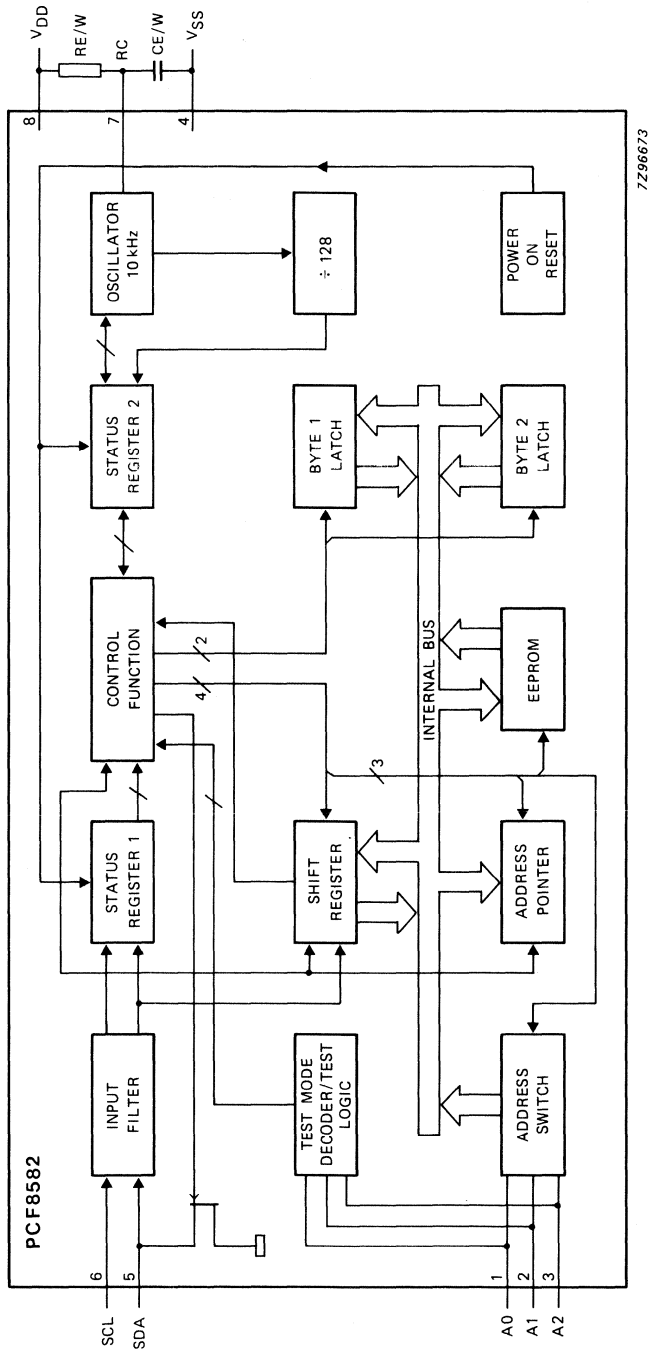 PCF8582
SCL
6
SDA
5
INPUT
FILTER
STATUS
REGISTER 1
CONTROL
FUNCTION
STATUS
REGISTER 2
OSCILLATOR
10 kHz
8
VDD
RE/W
7
RC
CE/W
4
VSS
4
2
TEST MODE
DECODER/TEST
LOGIC
SHIFT
REGISTER
BYTE 1
LATCH
÷ 128
3
INTERNAL BUS
A0
1
A1
2
A2
3
ADDRESS
SWITCH
ADDRESS
POINTER
EEPROM
BYTE 2
LATCH
POWER
ON
RESET
7Z96673